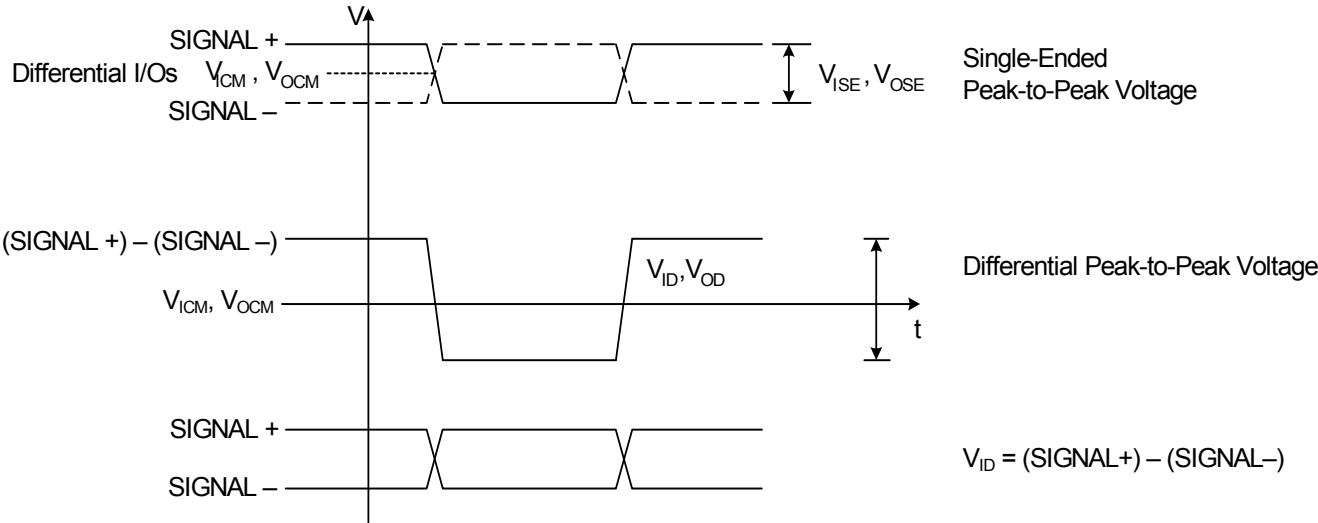 V
SIGNAL +
Differential I/Os V_ICM , V_OCM
SIGNAL –
V_ISE , V_OSE
Single-Ended
Peak-to-Peak Voltage
(SIGNAL +) – (SIGNAL –)
V_ID, V_OD
Differential Peak-to-Peak Voltage
V_ICM, V_OCM
t
SIGNAL +
SIGNAL –
V_ID = (SIGNAL+) – (SIGNAL–)